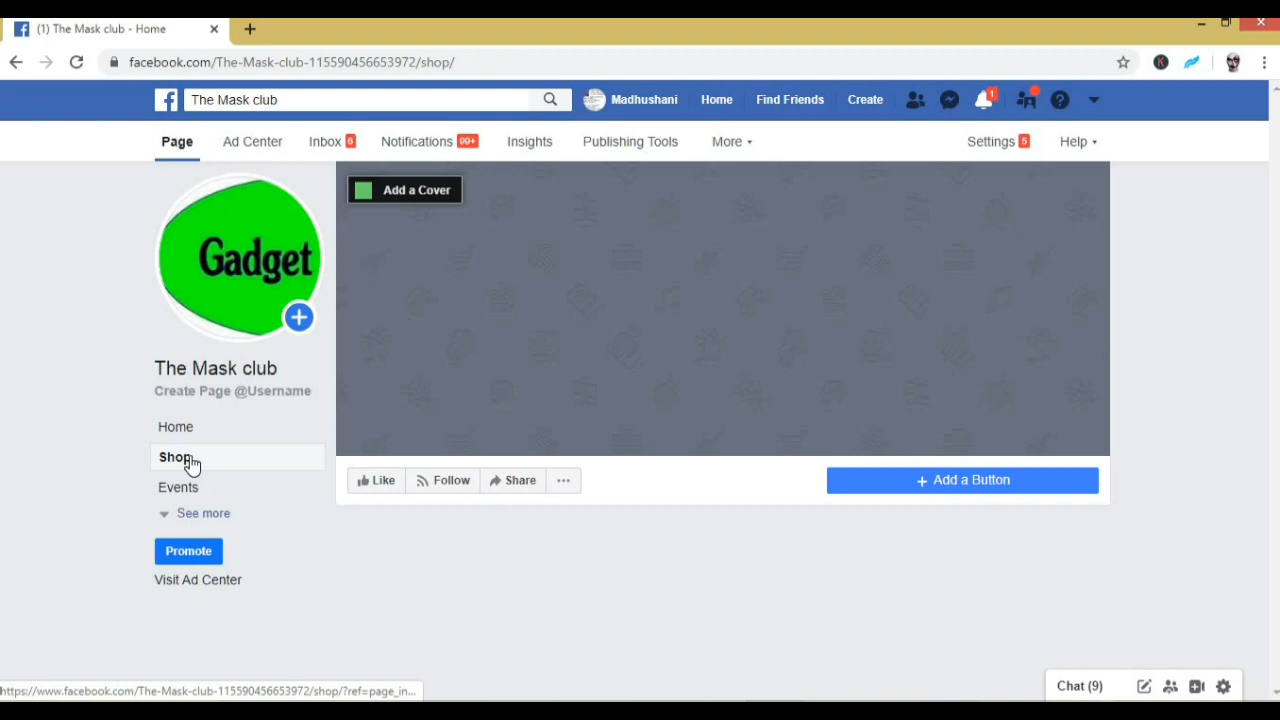 (1) The Mask club - Home
facebook.com/The-Mask-club-115590456653972/shop/
The Mask club
Madhushani Home Find Friends Create 1
Page Ad Center Inbox 6 Notifications 99+ Insights Publishing Tools More Settings 5 Help
Add a Cover
Gadget
The Mask club
Create Page @Username
Home
Shop
Events
See more
Like Follow Share ... + Add a Button
Promote
Visit Ad Center
https://www.facebook.com/The-Mask-club-115590456653972/shop/?ref=page_in...
Chat (9)